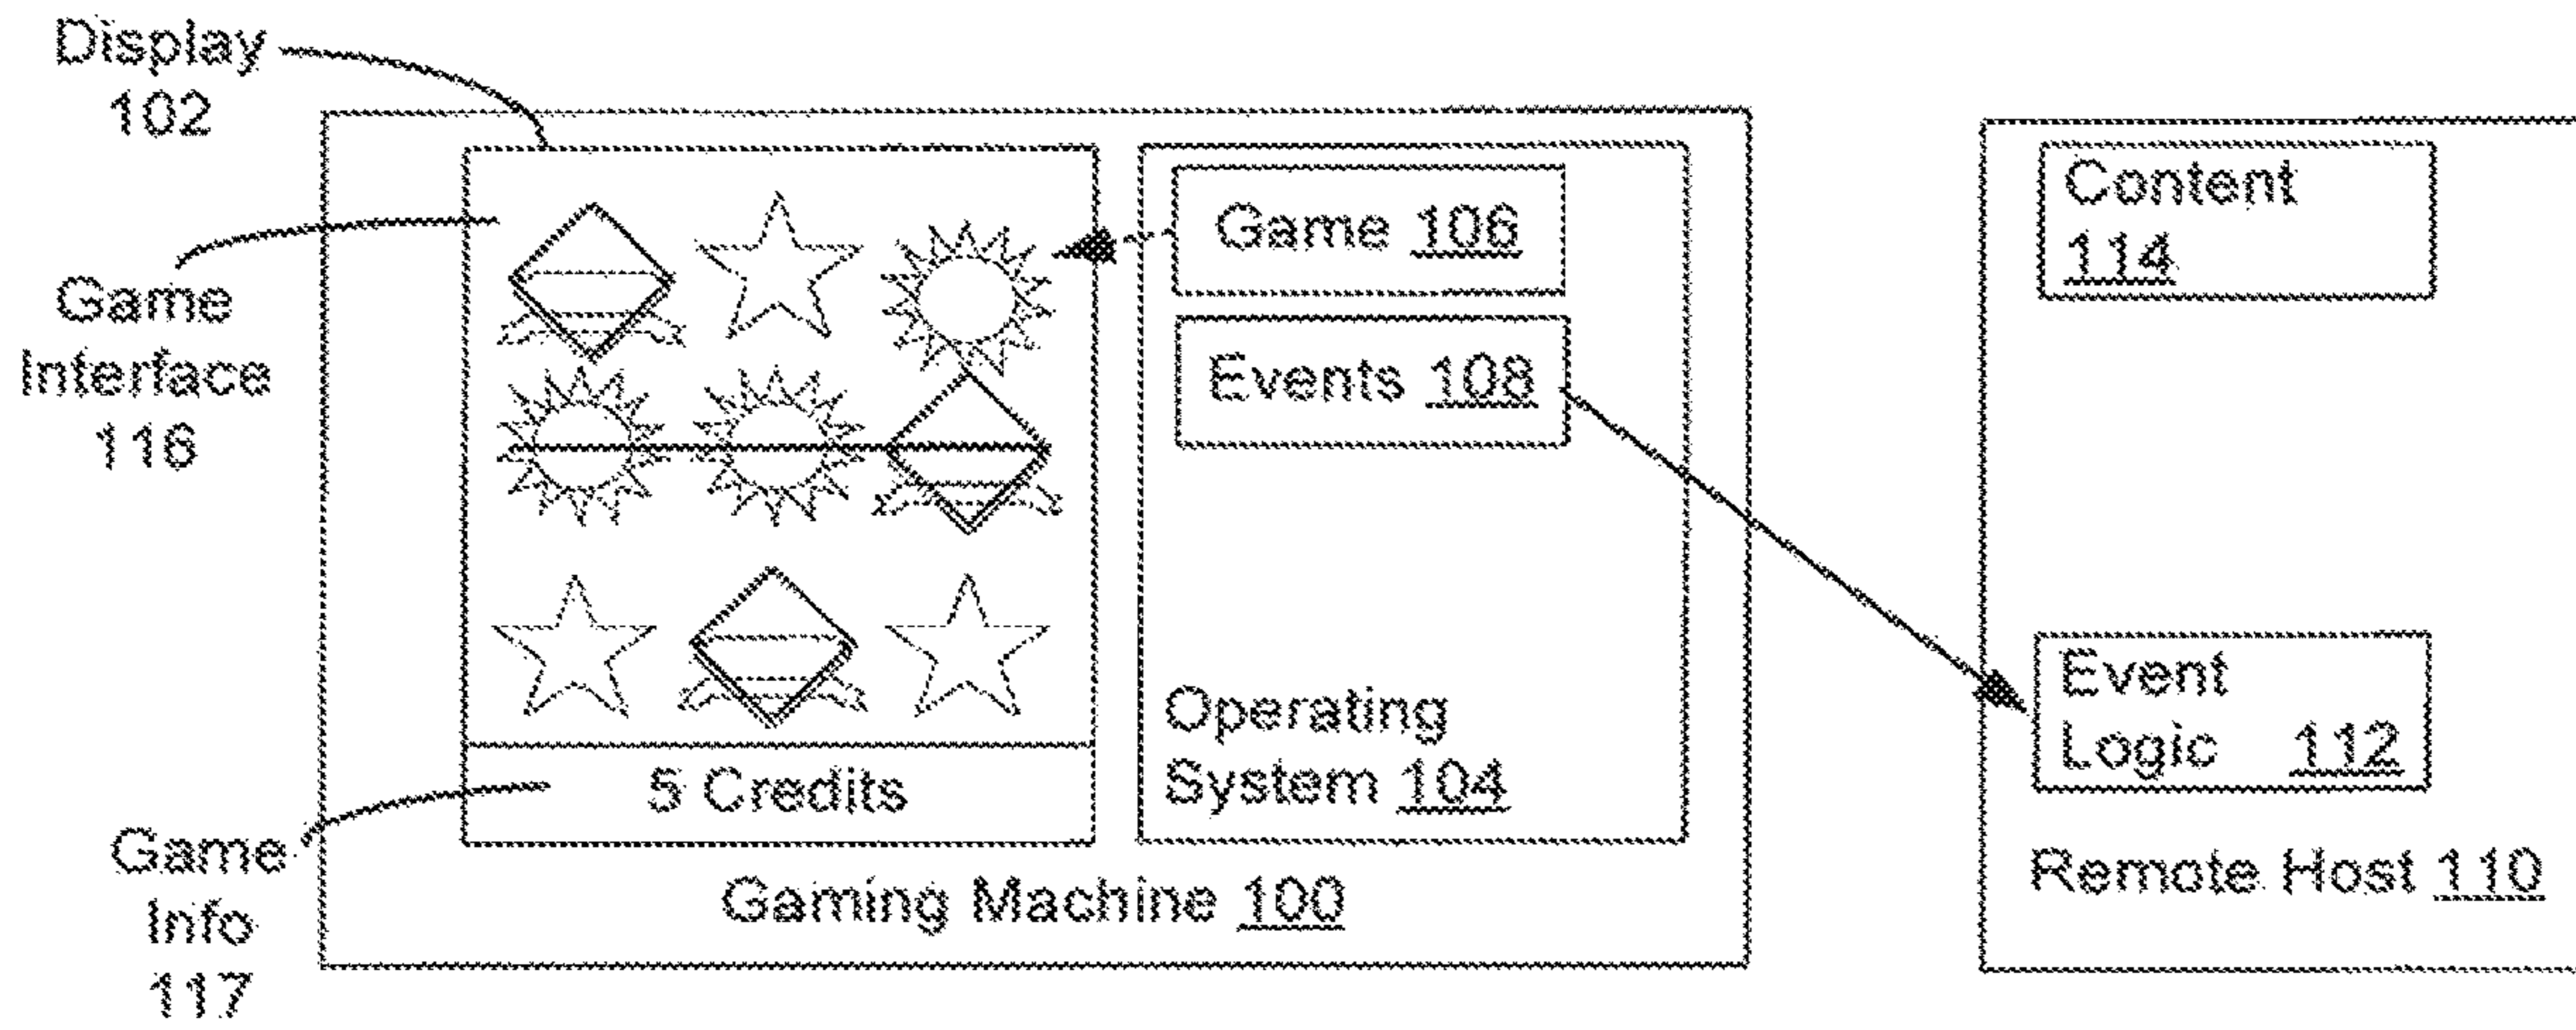 Display
102
Game
Interface
116
Game
Info
117
5 Credits
Game 106
Events 108
Operating
System 104
Gaming Machine 100
Content
114
Event
Logic 112
Remote Host 110